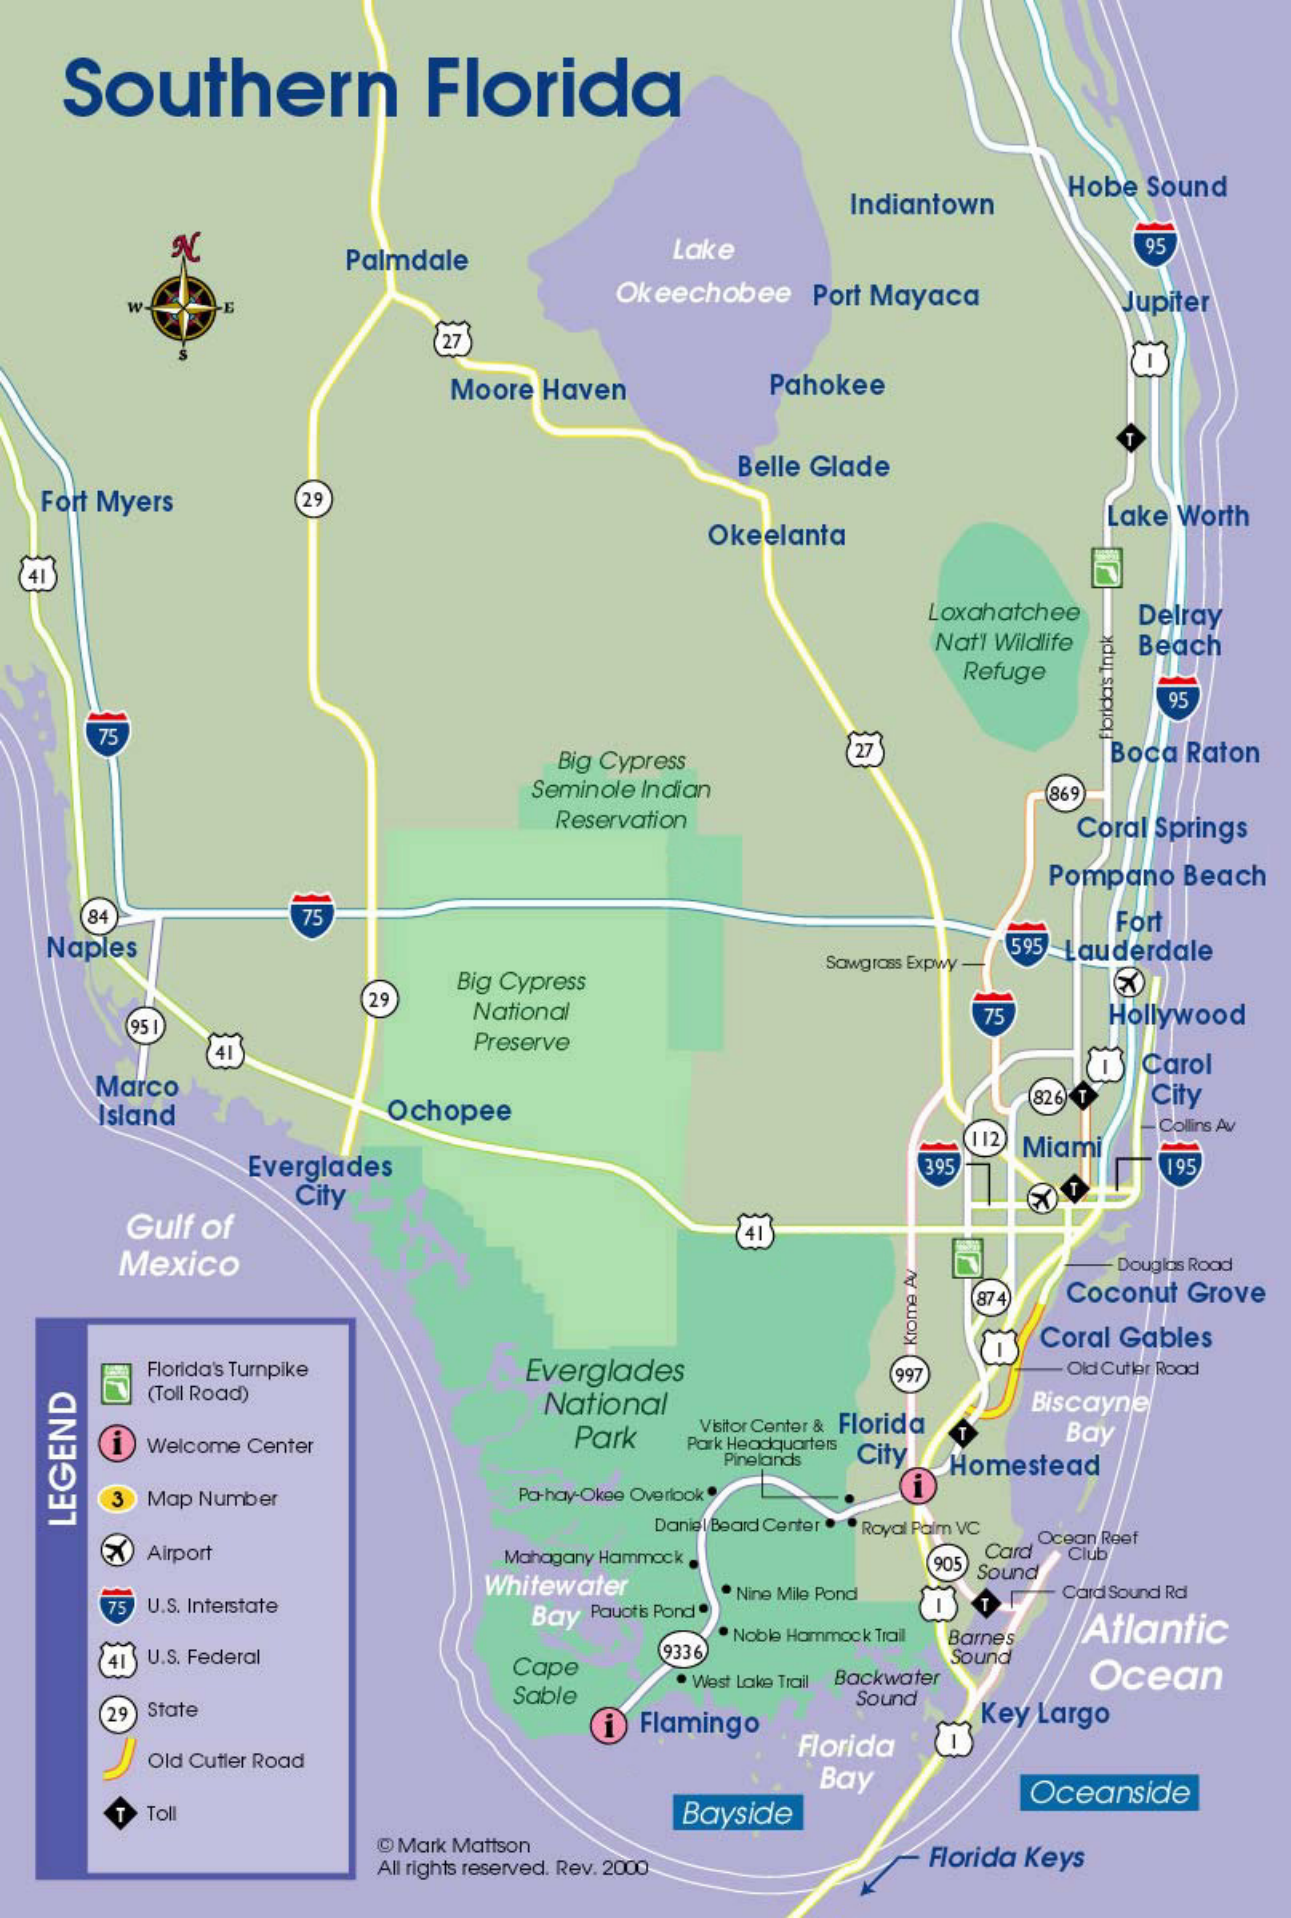 Southern Florida
Hobe Sound
Indiantown
N
W
E
S
95
Palmdale
Lake
Okeechobee
Port Mayaca
Jupiter
27
1
Moore Haven
Pahokee
T
Belle Glade
Fort Myers
29
Lake Worth
Okeelanta
41
Loxahatchee
Nat'l Wildlife
Refuge
Delray
Beach
Florida's Tnpk
95
75
27
Boca Raton
Big Cypress
Seminole Indian
Reservation
869
Coral Springs
Pompano Beach
84
75
Naples
595
Fort
Lauderdale
Sawgrass Expwy
Big Cypress
National
Preserve
29
75
Hollywood
951
41
1
Carol
City
Marco
Island
826
T
Ochopee
Collins Av
112
Miami
395
195
Everglades
City
T
Gulf of
Mexico
41
Douglas Road
Krome Av
874
Coconut Grove
1
Coral Gables
Old Cutler Road
997
Everglades
National
Park
Biscayne
Bay
Visitor Center &
Park Headquarters
Pinelands
Florida
City
T
Homestead
i
Pa-hay-Okee Overlook
Daniel Beard Center
Royal Palm VC
Ocean Reef
Club
Mahagany Hammock
905
Card
Sound
Whitewater
Bay
Nine Mile Pond
Card Sound Rd
Pauotis Pond
1
T
Noble Hammock Trail
Barnes
Sound
Atlantic
Ocean
9336
Cape
Sable
West Lake Trail
Backwater
Sound
i
Flamingo
Key Largo
1
Florida
Bay
Bayside
Oceanside
Florida Keys
LEGEND
Florida's Turnpike
(Toll Road)
i
Welcome Center
3
Map Number
Airport
75
U.S. Interstate
41
U.S. Federal
29
State
Old Cutler Road
T
Toll
© Mark Mattson
All rights reserved. Rev. 2000